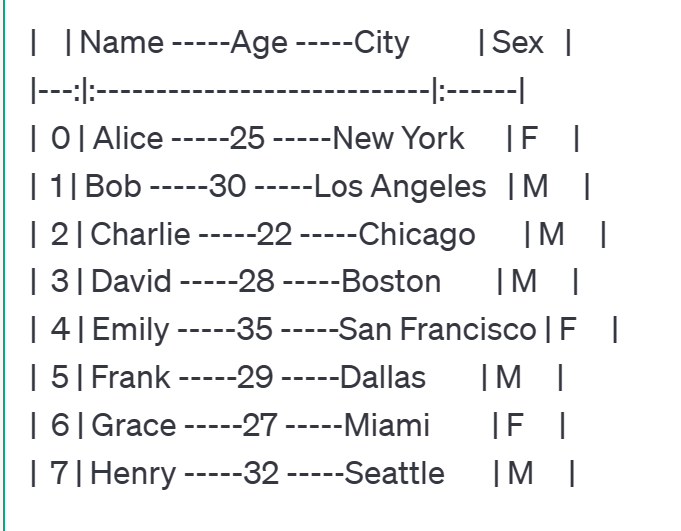 |   | Name -----Age -----City        | Sex  |
|---:|:----------------------------|:------|
|  0 | Alice -----25 -----New York     | F    |
|  1 | Bob -----30 -----Los Angeles  | M    |
|  2 | Charlie -----22 -----Chicago      | M    |
|  3 | David -----28 -----Boston       | M    |
|  4 | Emily -----35 -----San Francisco | F    |
|  5 | Frank -----29 -----Dallas       | M    |
|  6 | Grace -----27 -----Miami        | F    |
|  7 | Henry -----32 -----Seattle      | M    |